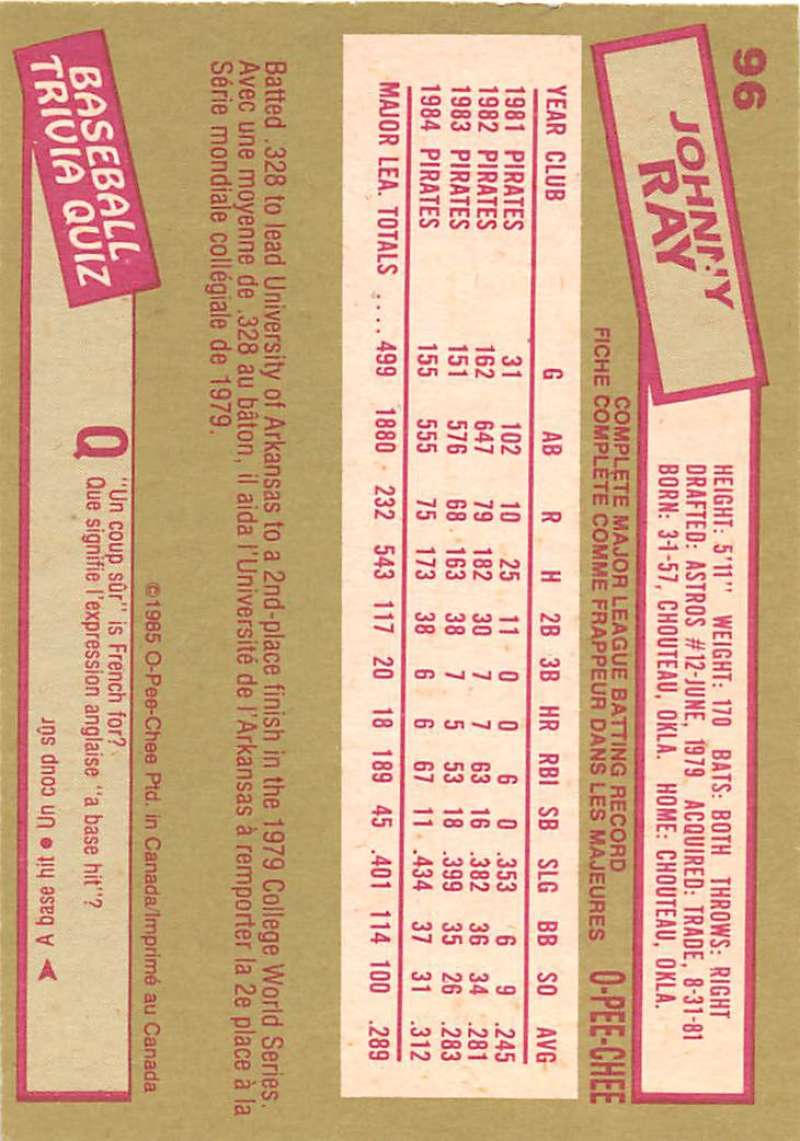 96
JOHNNY
RAY
HEIGHT: 5'11" WEIGHT: 170 BATS: BOTH THROWS: RIGHT
DRAFTED: ASTROS #12-JUNE, 1979 ACQUIRED: TRADE, 8-31-81
BORN: 3-1-57, CHOUTEAU, OKLA. HOME: CHOUTEAU, OKLA.
COMPLETE MAJOR LEAGUE BATTING RECORD
FICHE COMPLETE COMME FRAPPEUR DANS LES MAJEURES O-PEE-CHEE
YEAR CLUB G AB R H 2B 3B HR RBI SB SLG BB SO AVG
1981 PIRATES 31 102 10 25 11 0 0 6 0 .353 6 9 .245
1982 PIRATES 162 647 79 182 30 7 7 63 16 .382 36 34 .281
1983 PIRATES 151 576 68 163 38 7 5 53 18 .399 35 26 .283
1984 PIRATES 155 555 75 173 38 6 6 67 11 .434 37 31 .312
MAJOR LEA. TOTALS .... 499 1880 232 543 117 20 18 189 45 .401 114 100 .289
Batted .328 to lead University of Arkansas to a 2nd-place finish in the 1979 College World Series.
Avec une moyenne de .328 au bâton, il aida l'Université de l'Arkansas à remporter la 2e place à la
Série mondiale collégiale de 1979.
©1985 O-Pee-Chee Ptd. in Canada/Imprimé au Canada
BASEBALL
TRIVIA QUIZ
Q "Un coup sûr" is French for?
Que signifie l'expression anglaise "a base hit"?
A base hit • Un coup sûr